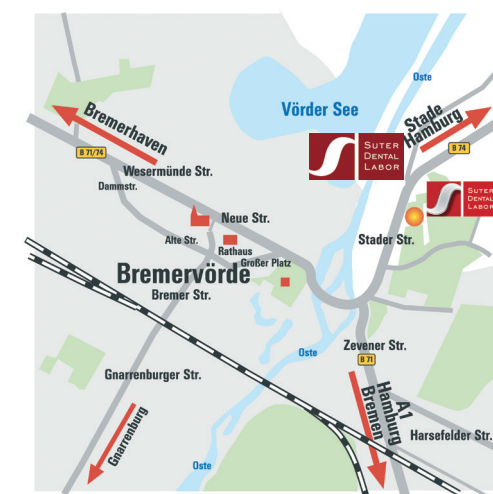 Oste
Vörder See
Stade
Hamburg
Bremerhaven
B 71/74
B 74
SUTER
DENTAL
LABOR
Wesermünde Str.
Dammstr.
SUTER
DENTAL
LABOR
Neue Str.
Alte Str.
Rathaus
Stader Str.
Großer Platz
Bremervörde
Bremer Str.
Zevener Str.
Oste
B 71
Gnarrenburger Str.
A1
Hamburg
Bremen
Gnarrenburg
Harsefelder Str.
Oste